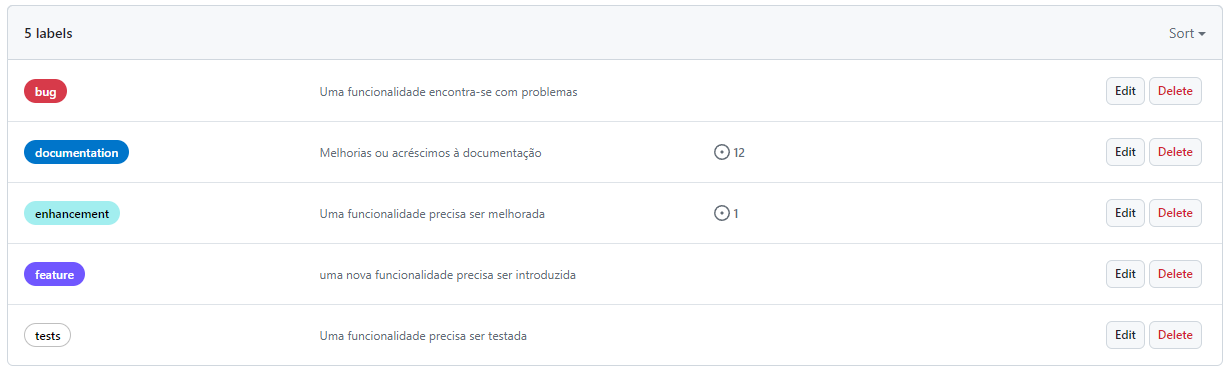 5 labels Sort
bug Uma funcionalidade encontra-se com problemas Edit Delete
documentation Melhorias ou acréscimos à documentação 12 Edit Delete
enhancement Uma funcionalidade precisa ser melhorada 1 Edit Delete
feature uma nova funcionalidade precisa ser introduzida Edit Delete
tests Uma funcionalidade precisa ser testada Edit Delete